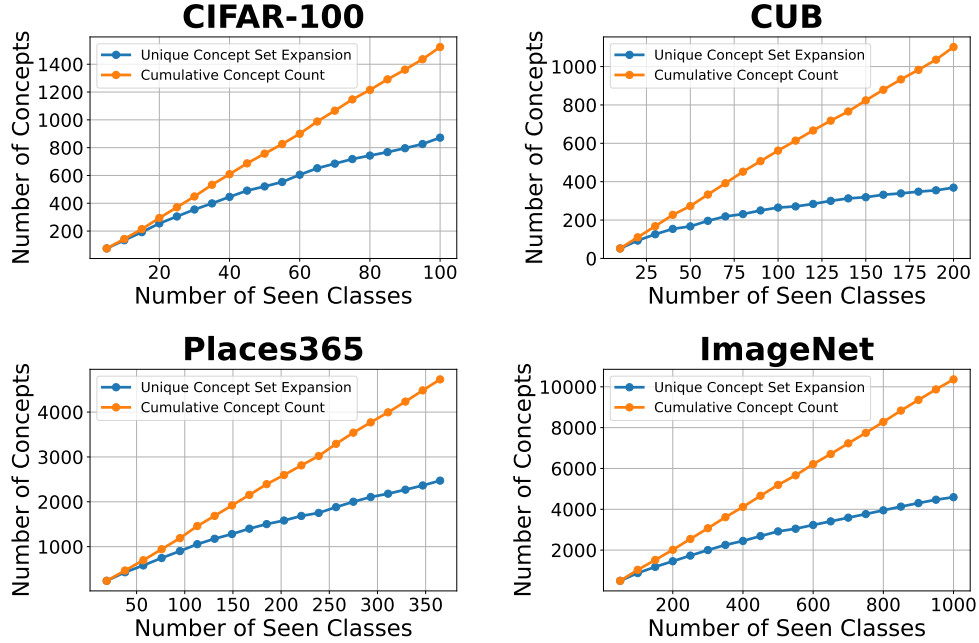 CIFAR-100
Number of Concepts
1400
1200
1000
800
600
400
200
Unique Concept Set Expansion
Cumulative Concept Count
20 40 60 80 100
Number of Seen Classes
CUB
Number of Concepts
1000
800
600
400
200
0
Unique Concept Set Expansion
Cumulative Concept Count
25 50 75 100 125 150 175 200
Number of Seen Classes
Places365
Number of Concepts
4000
3000
2000
1000
Unique Concept Set Expansion
Cumulative Concept Count
50 100 150 200 250 300 350
Number of Seen Classes
ImageNet
Number of Concepts
10000
8000
6000
4000
2000
Unique Concept Set Expansion
Cumulative Concept Count
200 400 600 800 1000
Number of Seen Classes